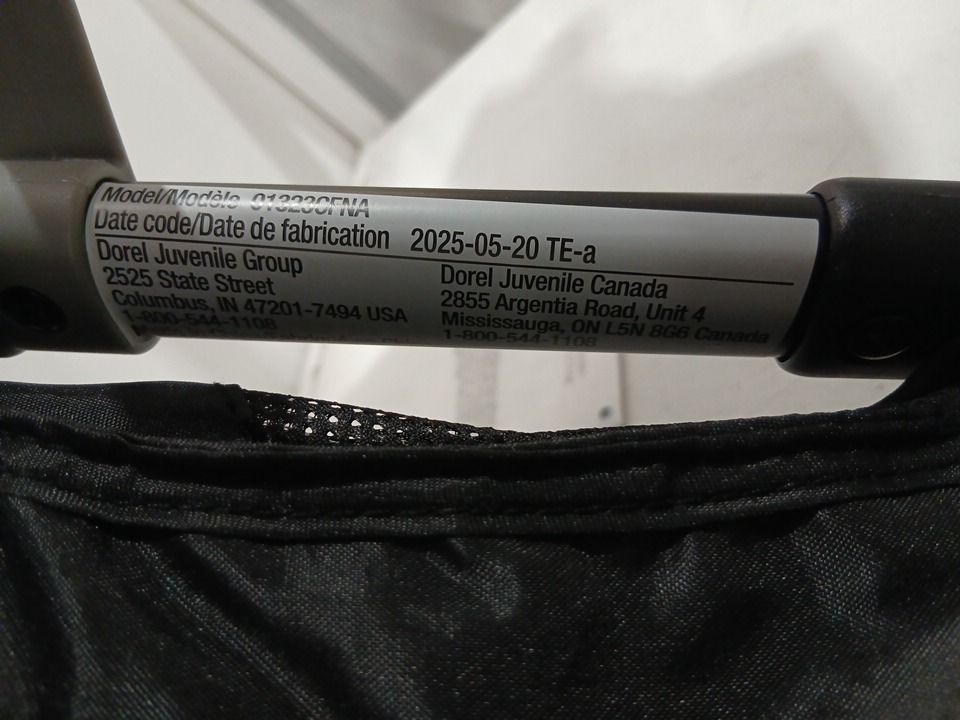 Model/Modèle 01323CFNA
Date code/Date de fabrication 2025-05-20 TE-a
Dorel Juvenile Group
2525 State Street
Columbus, IN 47201-7494 USA
1-800-544-1108
Dorel Juvenile Canada
2855 Argentia Road, Unit 4
Mississauga, ON L5N 8G6 Canada
1-800-544-1108